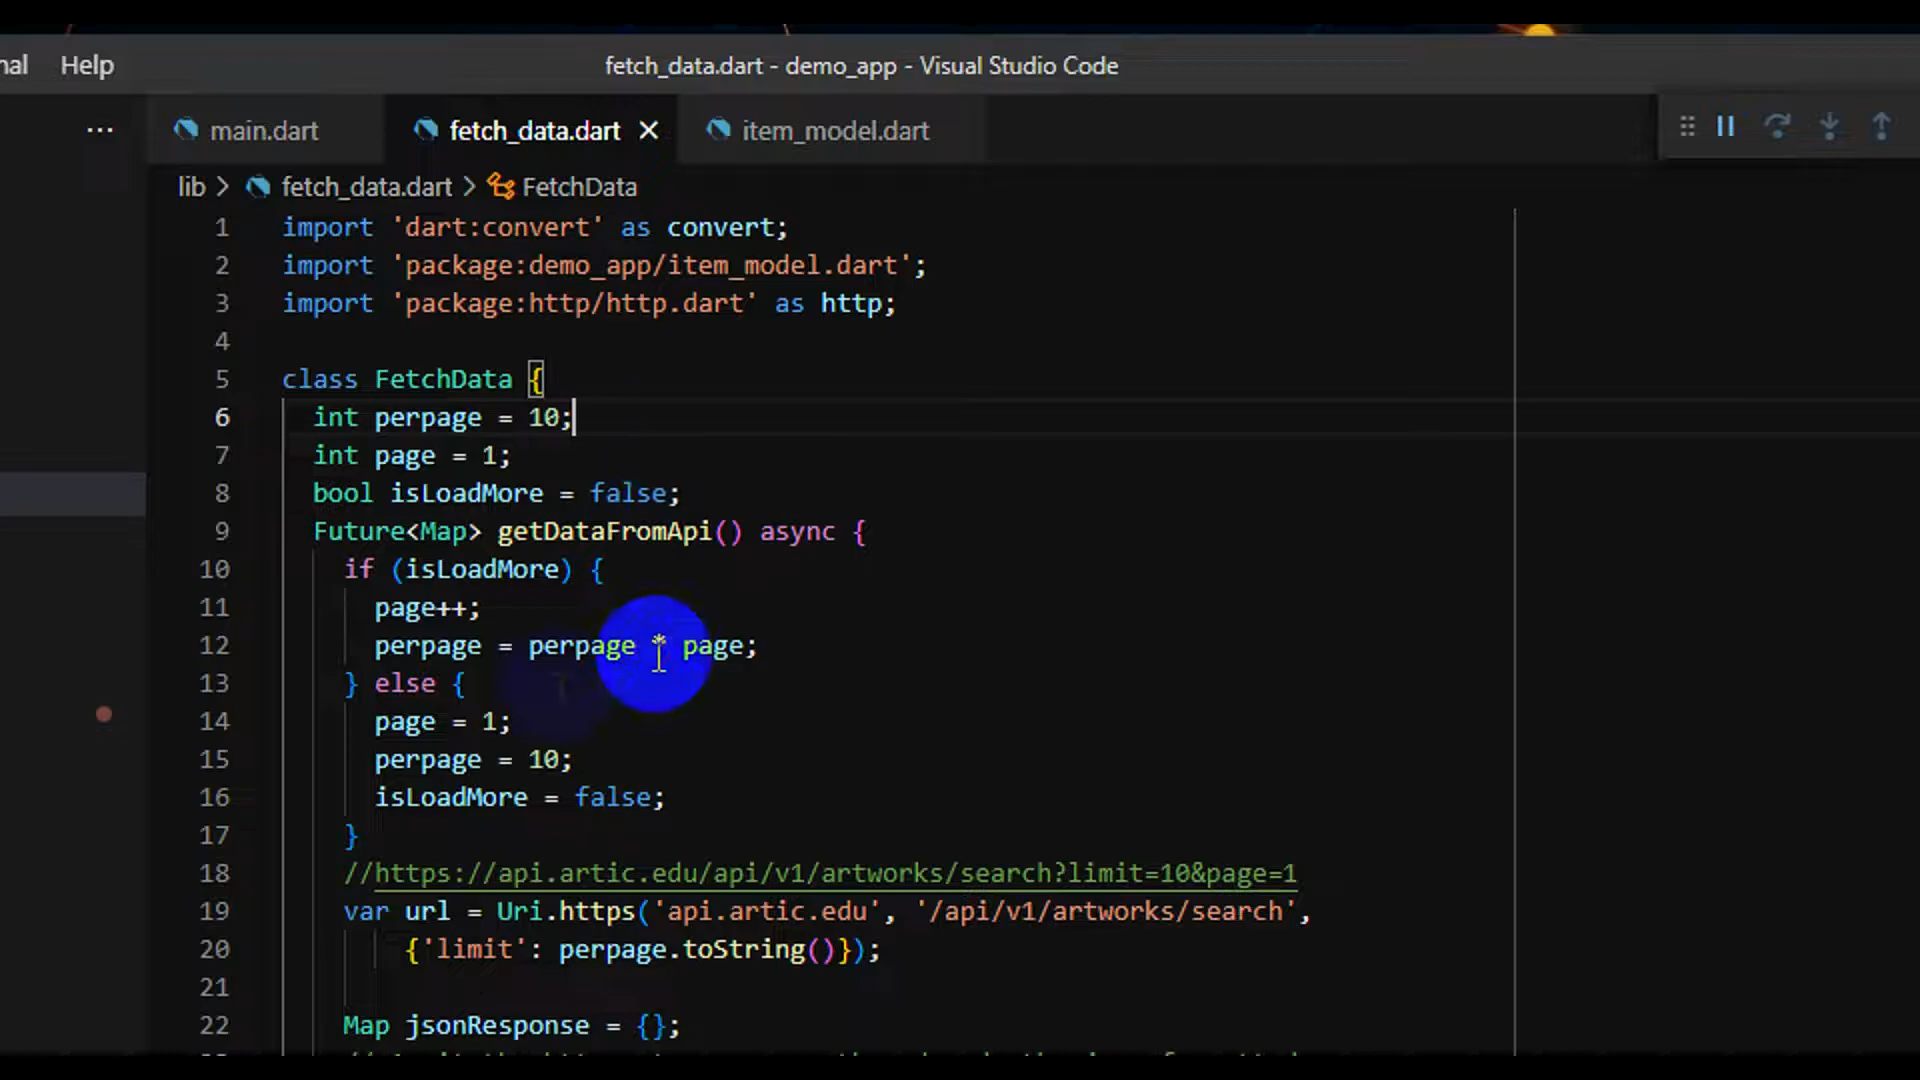 nal Help fetch_data.dart - demo_app - Visual Studio Code
... main.dart fetch_data.dart item_model.dart
lib > fetch_data.dart > FetchData
1 import 'dart:convert' as convert;
2 import 'package:demo_app/item_model.dart';
3 import 'package:http/http.dart' as http;
4
5 class FetchData {
6 int perpage = 10;
7 int page = 1;
8 bool isLoadMore = false;
9 Future<Map> getDataFromApi() async {
10 if (isLoadMore) {
11 page++;
12 perpage = perpage * page;
13 } else {
14 page = 1;
15 perpage = 10;
16 isLoadMore = false;
17 }
18 //https://api.artic.edu/api/v1/artworks/search?limit=10&page=1
19 var url = Uri.https('api.artic.edu', '/api/v1/artworks/search',
20 {'limit': perpage.toString()});
21
22 Map jsonResponse = {};